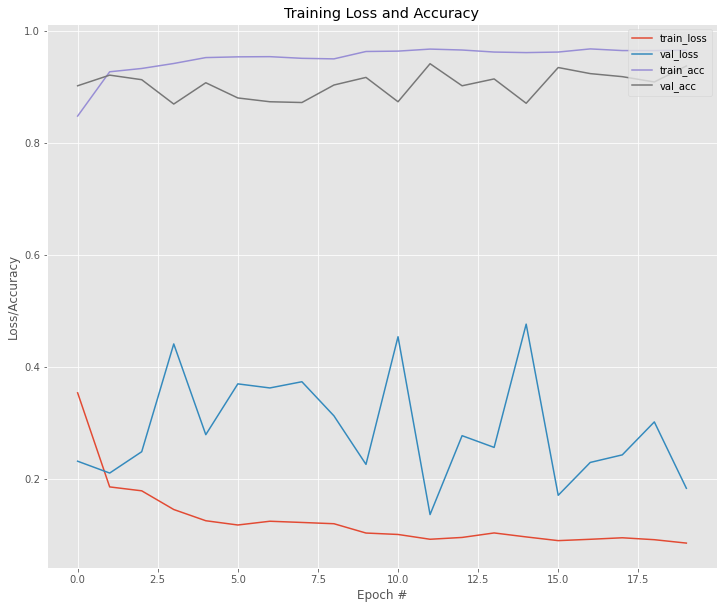 Training Loss and Accuracy
train_loss
val_loss
train_acc
val_acc
1.0
0.8
0.6
0.4
0.2
Loss/Accuracy
0.0
2.5
5.0
7.5
10.0
12.5
15.0
17.5
Epoch #